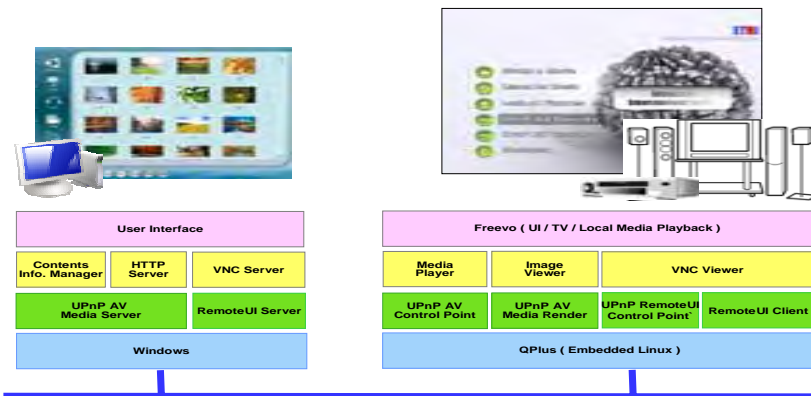 User Interface
Contents
Info. Manager
HTTP
Server
VNC Server
UPnP AV
Media Server
RemoteUI Server
Windows
Freevo ( UI / TV / Local Media Playback )
Media
Player
Image
Viewer
VNC Viewer
UPnP AV
Control Point
UPnP AV
Media Render
UPnP RemoteUI
Control Point`
RemoteUI Client
QPlus ( Embedded Linux )